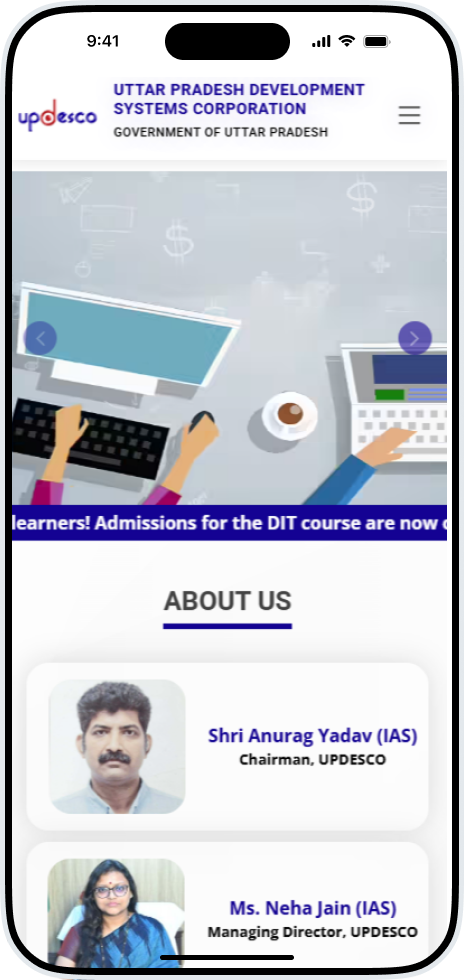 9:41
updesco
UTTAR PRADESH DEVELOPMENT
SYSTEMS CORPORATION
GOVERNMENT OF UTTAR PRADESH
learners! Admissions for the DIT course are now
ABOUT US
Shri Anurag Yadav (IAS)
Chairman, UPDESCO
Ms. Neha Jain (IAS)
Managing Director, UPDESCO